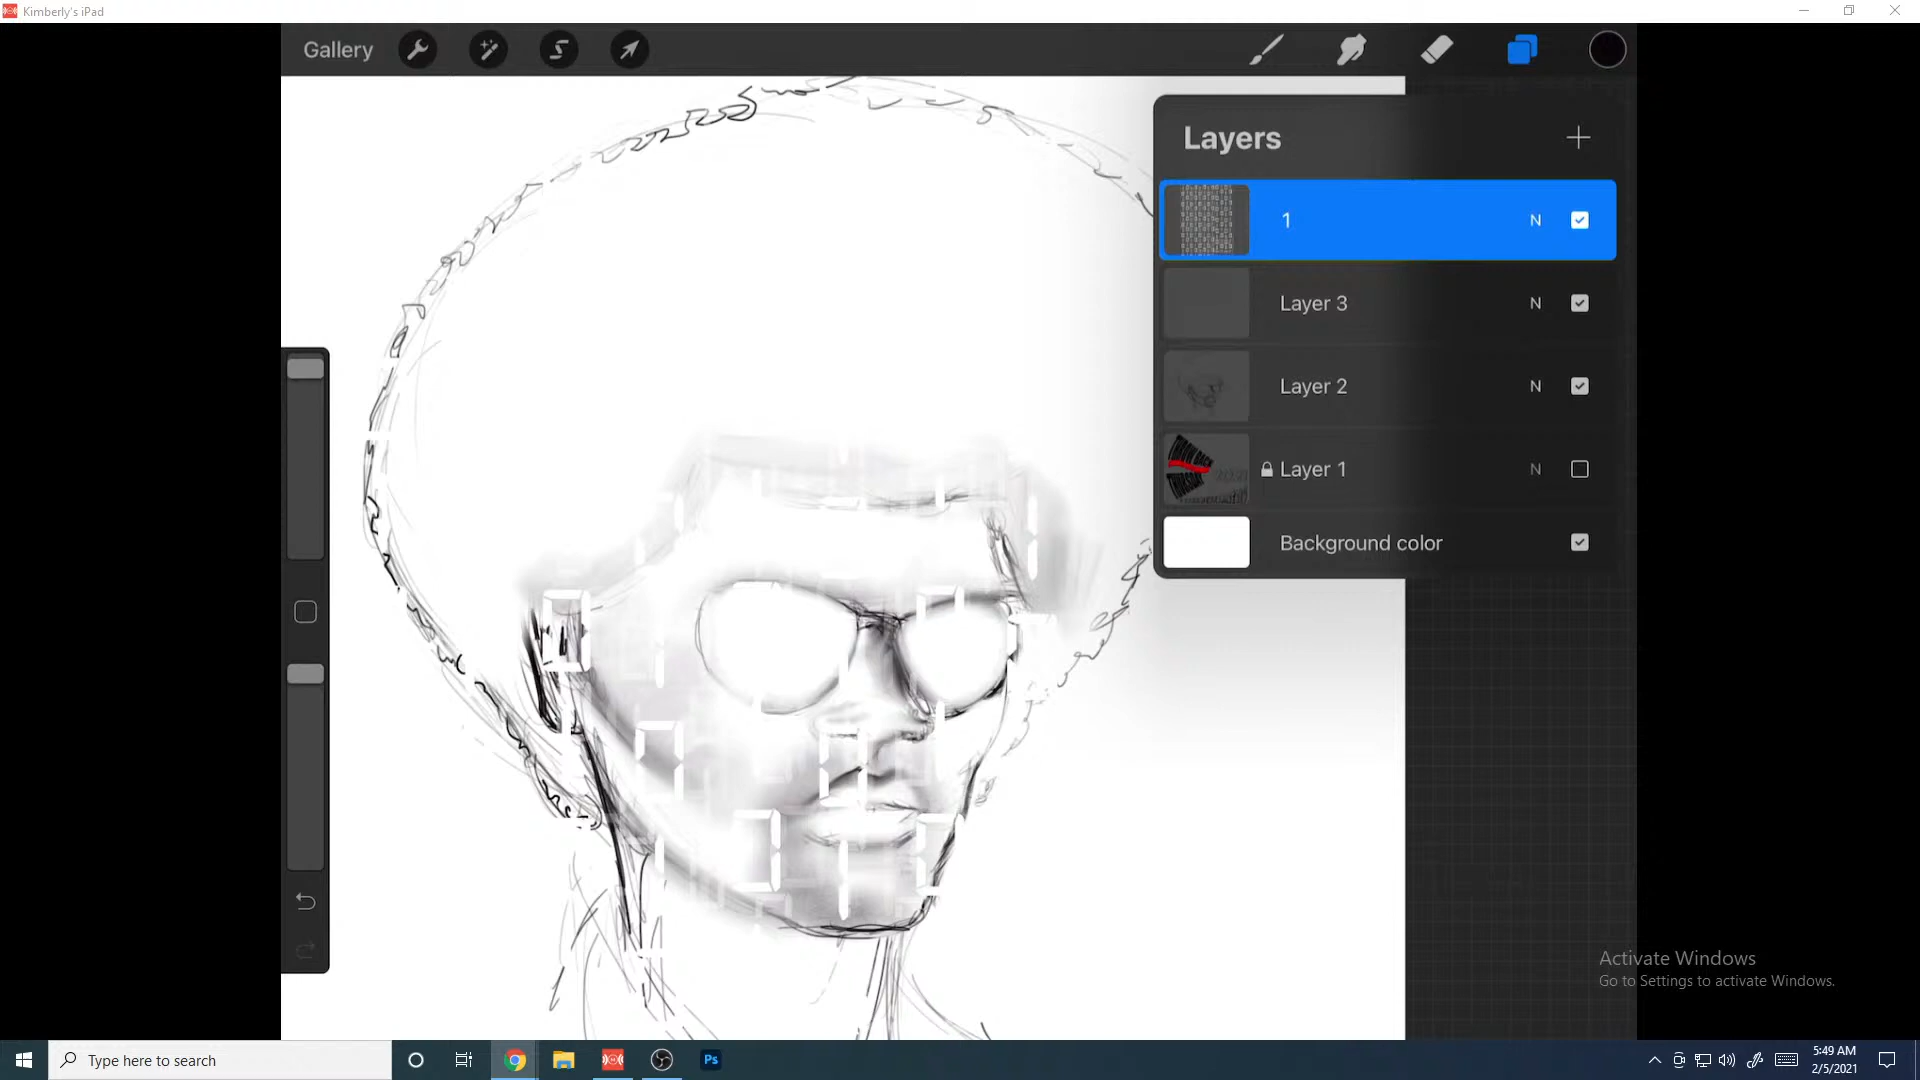 Kimberly's iPad
Gallery
Layers
1 N
Layer 3 N
Layer 2 N
Layer 1 N
Background color
Activate Windows
Go to Settings to activate Windows.
Type here to search
Ps
5:49 AM
2/5/2021